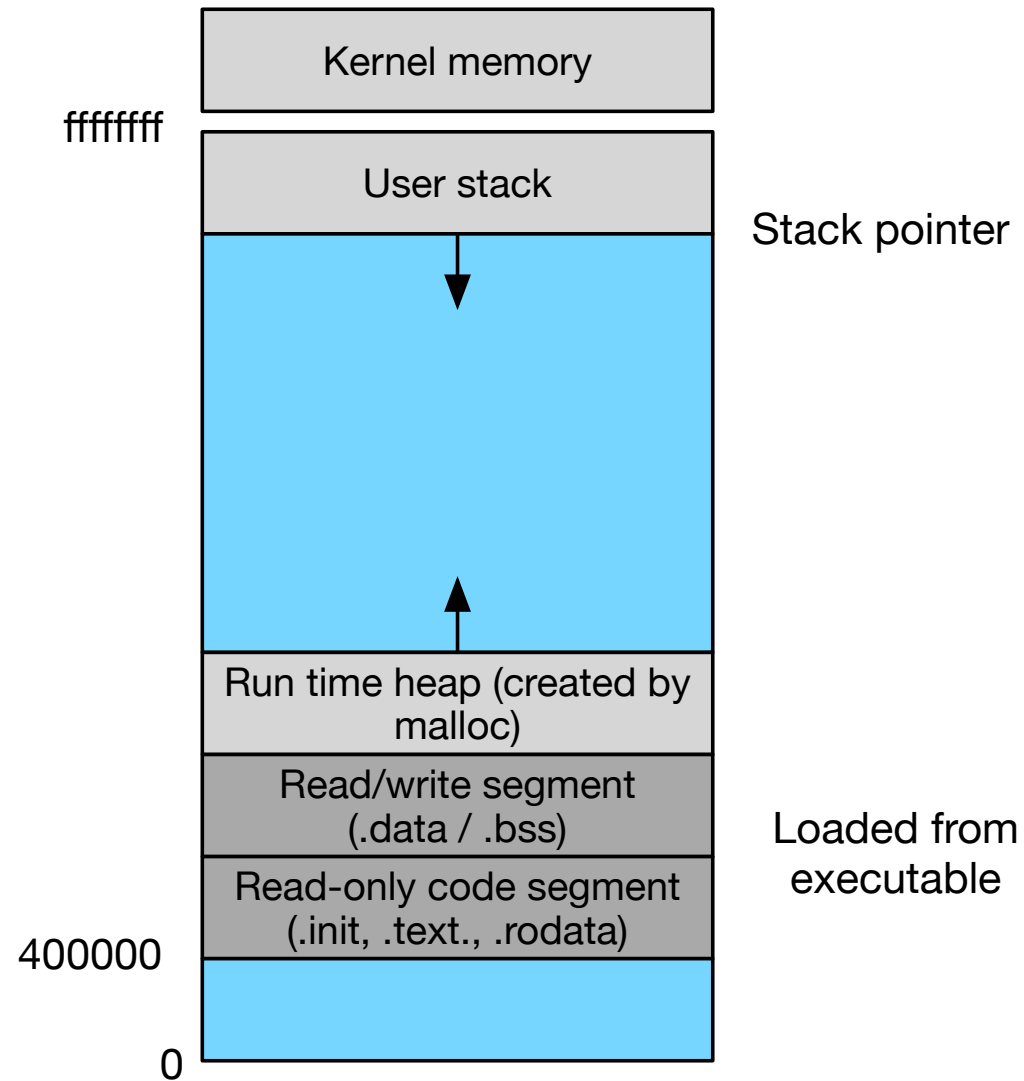 Kernel memory
ffffffff
User stack
Stack pointer
Run time heap (created by
malloc)
Read/write segment
(.data / .bss)
Loaded from
executable
Read-only code segment
(.init, .text., .rodata)
400000
0